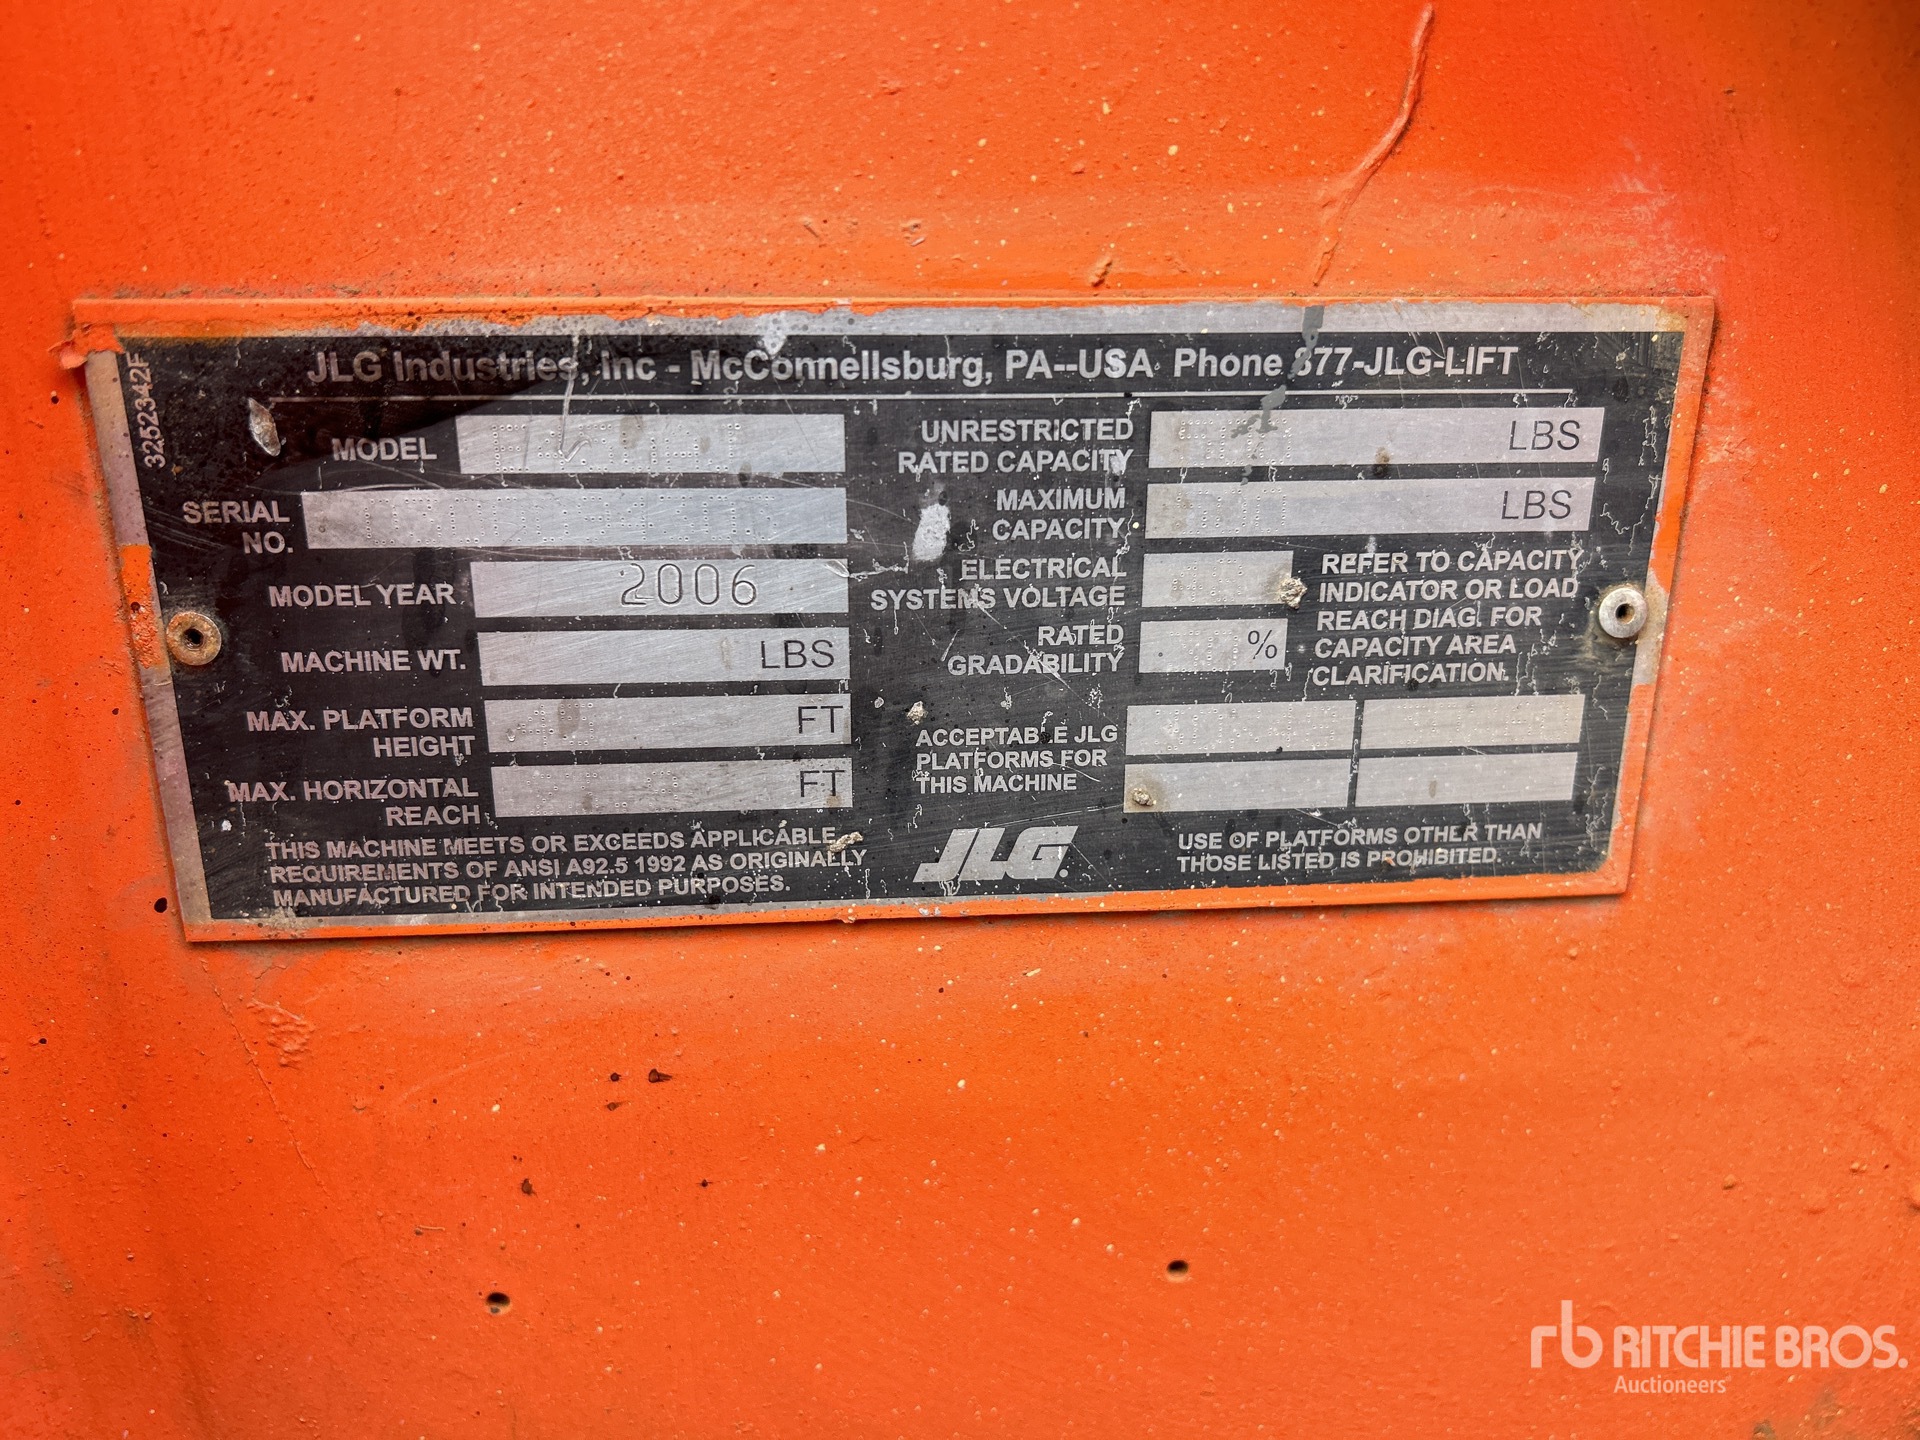 JLG Industries, Inc - McConnellsburg, PA--USA Phone 877-JLG-LIFT
3252342F
MODEL
SERIAL
NO.
MODEL YEAR 2006
MACHINE WT. LBS
MAX. PLATFORM
HEIGHT FT
MAX. HORIZONTAL
REACH FT
THIS MACHINE MEETS OR EXCEEDS APPLICABLE
REQUIREMENTS OF ANSI A92.5 1992 AS ORIGINALLY
MANUFACTURED FOR INTENDED PURPOSES.
UNRESTRICTED
RATED CAPACITY LBS
MAXIMUM
CAPACITY LBS
ELECTRICAL
SYSTEMS VOLTAGE
RATED
GRADABILITY %
REFER TO CAPACITY
INDICATOR OR LOAD
REACH DIAG. FOR
CAPACITY AREA
CLARIFICATION.
ACCEPTABLE JLG
PLATFORMS FOR
THIS MACHINE
JLG
USE OF PLATFORMS OTHER THAN
THOSE LISTED IS PROHIBITED.
rb RITCHIE BROS.
Auctioneers